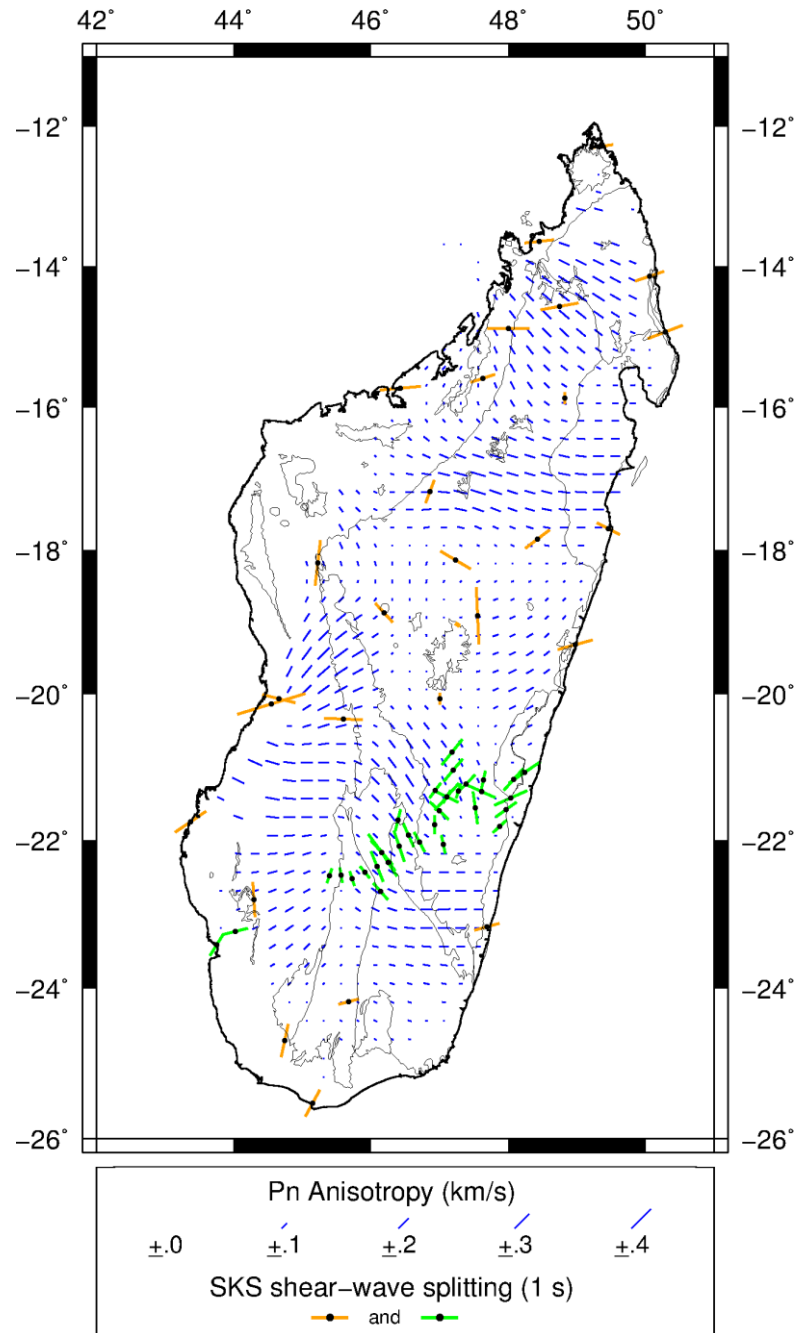 42˚ 44˚ 46˚ 48˚ 50˚
−12˚ −12˚
−14˚ −14˚
−16˚ −16˚
−18˚ −18˚
−20˚ −20˚
−22˚ −22˚
−24˚ −24˚
−26˚ −26˚
Pn Anisotropy (km/s)
±.0 ±.1 ±.2 ±.3 ±.4
SKS shear−wave splitting (1 s)
and